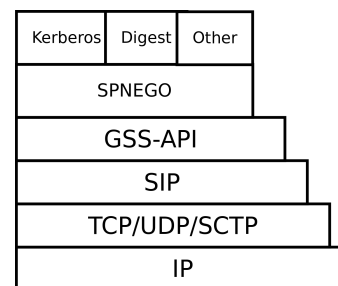 Kerberos Digest Other
SPNEGO
GSS-API
SIP
TCP/UDP/SCTP
IP